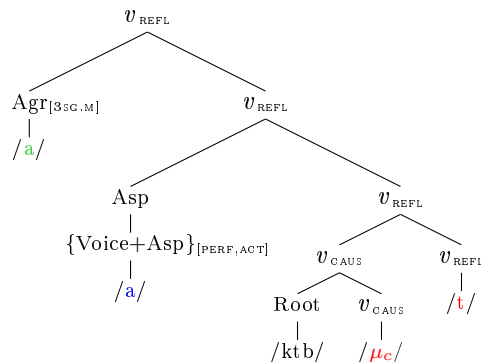 v REFL
Agr[3SG,M] v REFL
/a/
Asp v REFL
{Voice+Asp}[PERF,ACT] v CAUS v REFL
/a/ /t/
Root v CAUS
/ktb/ /μc/